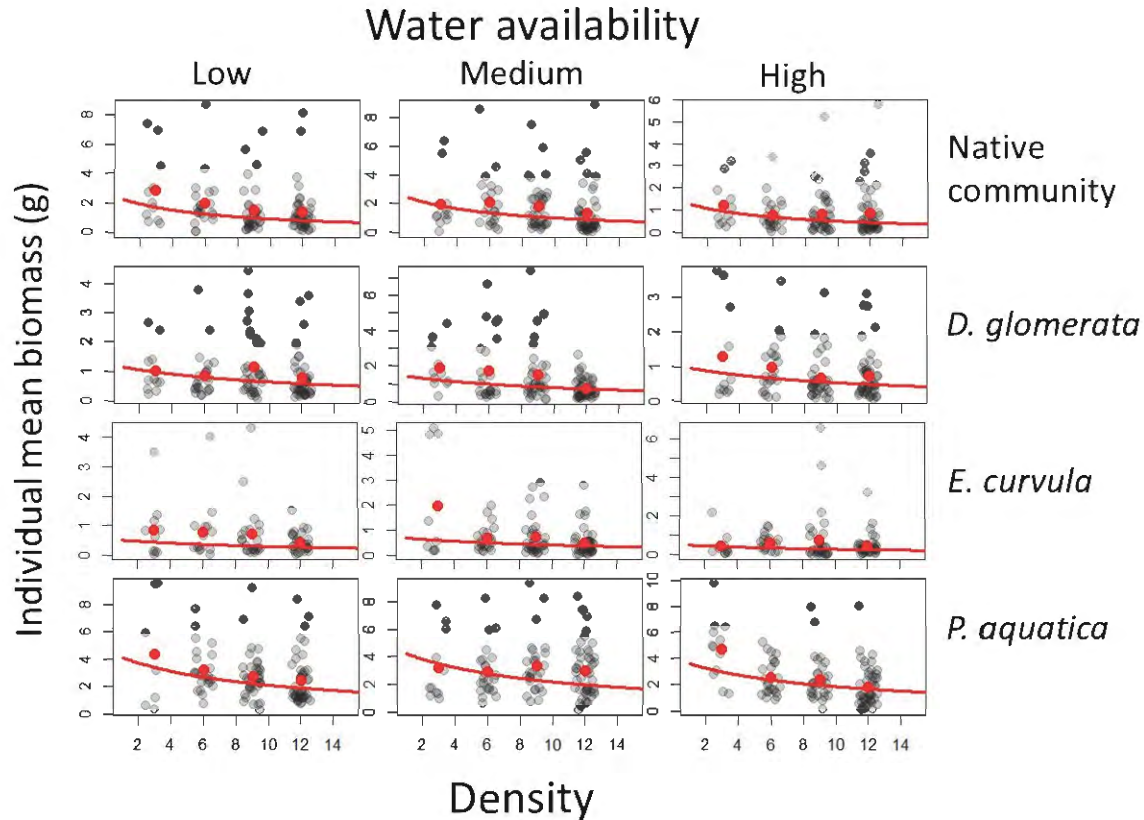 Water availability
Low Medium High
Individual mean biomass (g)
0 2 4 6 8
0 2 4 6 8
0 1 2 3 4 5 6
Native
community
0 1 2 3 4
0 2 4 6
0 1 2 3
D. glomerata
0 1 2 3 4
0 1 2 3 4 5
0 2 4 6
E. curvula
0 2 4 6 8
0 2 4 6 8
0 2 4 6 8 10
P. aquatica
2 4 6 8 10 12 14 2 4 6 8 10 12 14 2 4 6 8 10 12 14
Density